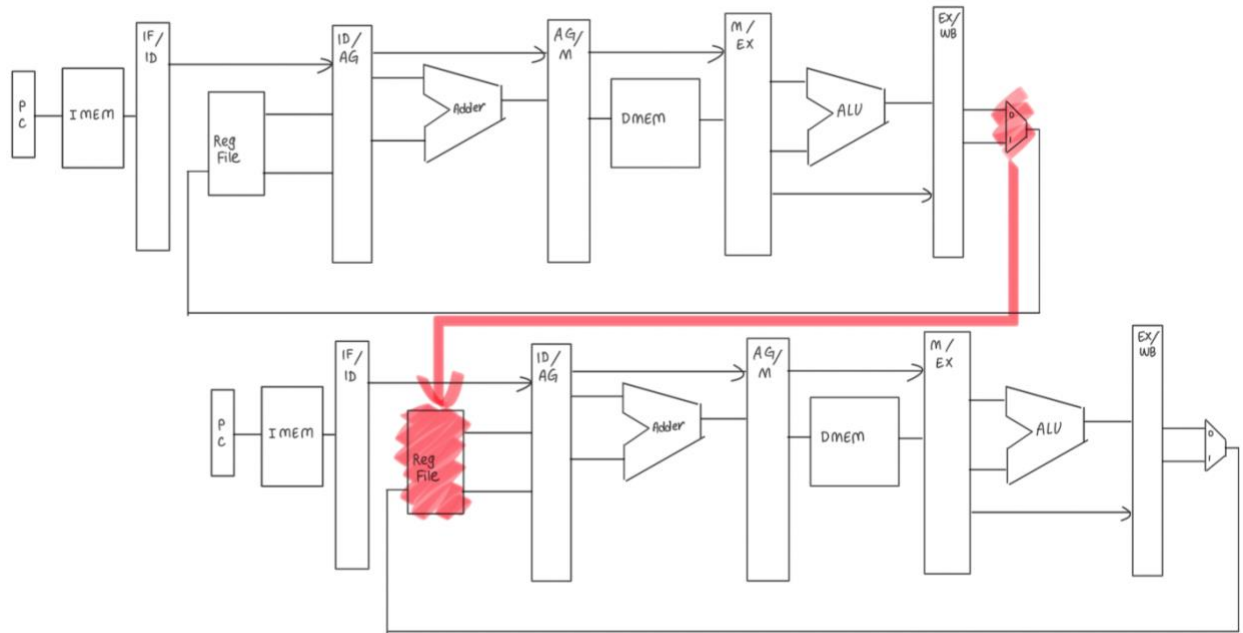 IF/
ID
ID/
AG
AG/
M
M/
EX
EX/
WB
P
C
IMEM
Reg
File
Adder
DMEM
ALU
0
1
IF/
ID
ID/
AG
AG/
M
M/
EX
EX/
WB
P
C
IMEM
Reg
File
Adder
DMEM
ALU
0
1